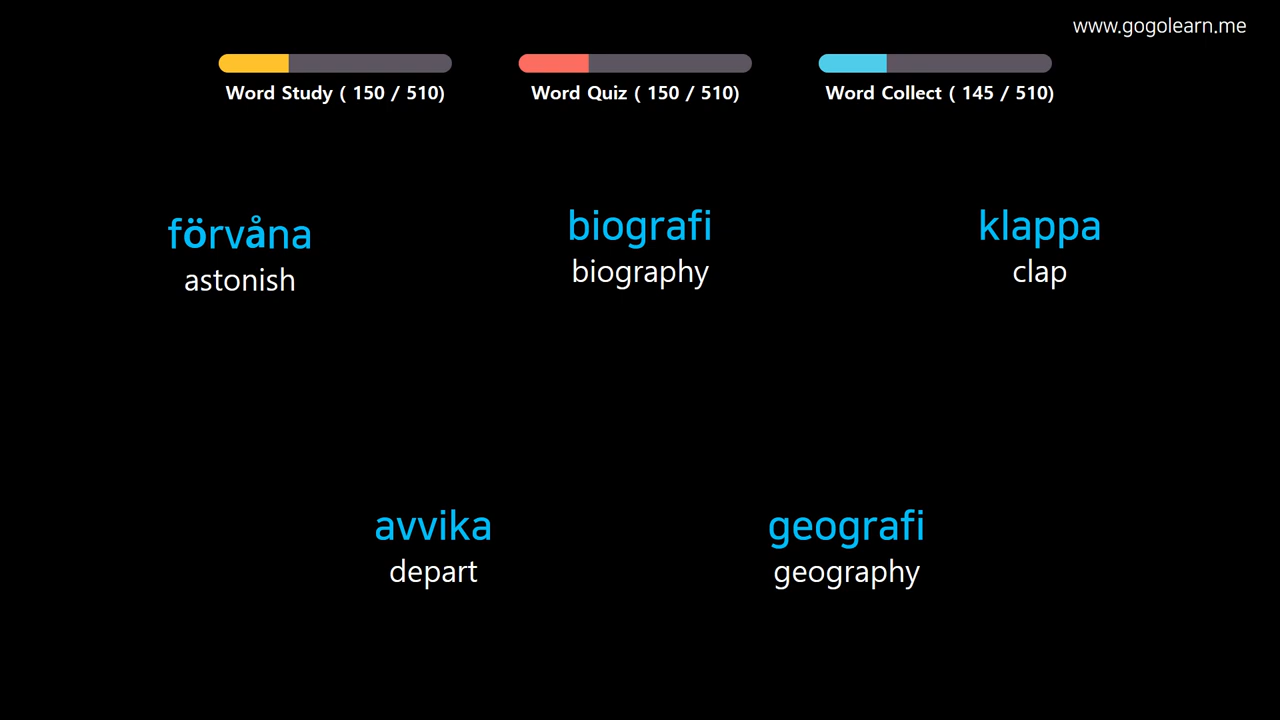 www.gogolearn.me
Word Study ( 150 / 510)
Word Quiz ( 150 / 510)
Word Collect ( 145 / 510)
förvåna
astonish
biografi
biography
klappa
clap
avvika
depart
geografi
geography